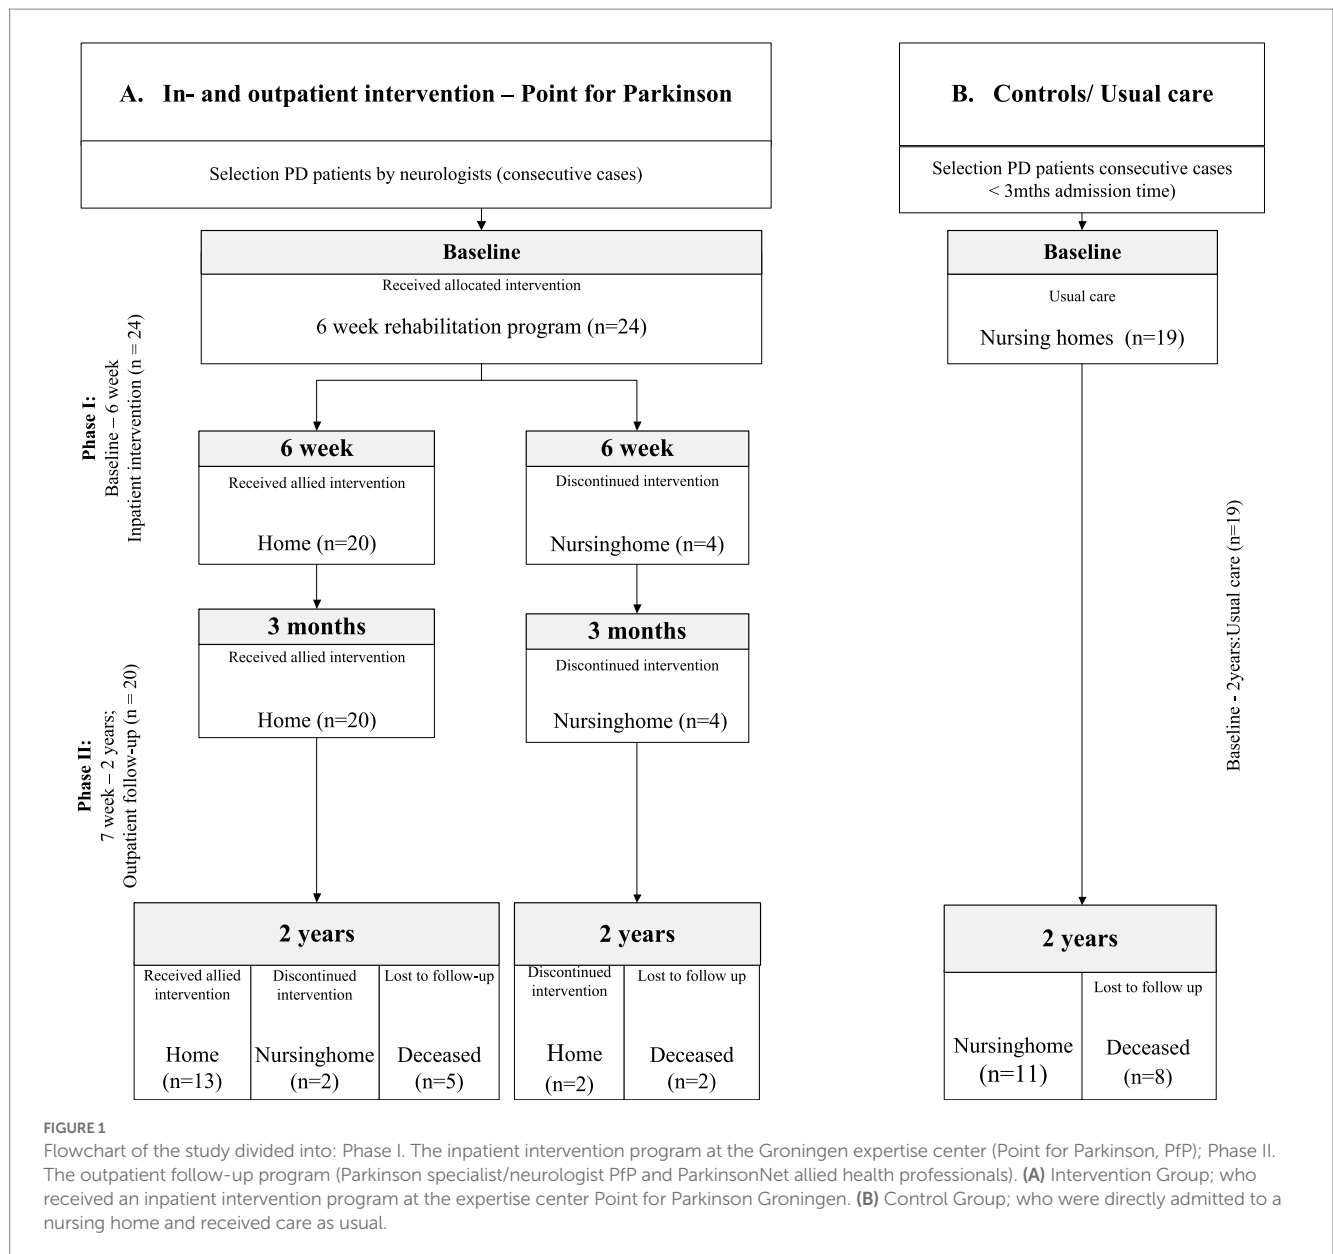 A. In- and outpatient intervention – Point for Parkinson
Selection PD patients by neurologists (consecutive cases)
Baseline
Received allocated intervention
6 week rehabilitation program (n=24)
Phase I:
Baseline – 6 week
Inpatient intervention (n = 24)
6 week
Received allied intervention
Home (n=20)
6 week
Discontinued intervention
Nursinghome (n=4)
3 months
Received allied intervention
Home (n=20)
3 months
Discontinued intervention
Nursinghome (n=4)
Phase II:
7 week – 2 years;
Outpatient follow-up (n = 20)
2 years
Received allied
intervention
Home
(n=13)
Discontinued
intervention
Nursinghome
(n=2)
Lost to follow-up
Deceased
(n=5)
2 years
Discontinued
intervention
Home
(n=2)
Lost to follow up
Deceased
(n=2)
B. Controls/ Usual care
Selection PD patients consecutive cases
< 3mths admission time)
Baseline
Usual care
Nursing homes (n=19)
Baseline - 2years:Usual care (n=19)
2 years
Nursinghome
(n=11)
Lost to follow up
Deceased
(n=8)
FIGURE 1
Flowchart of the study divided into: Phase I. The inpatient intervention program at the Groningen expertise center (Point for Parkinson, PfP); Phase II.
The outpatient follow-up program (Parkinson specialist/neurologist PfP and ParkinsonNet allied health professionals). (A) Intervention Group; who
received an inpatient intervention program at the expertise center Point for Parkinson Groningen. (B) Control Group; who were directly admitted to a
nursing home and received care as usual.